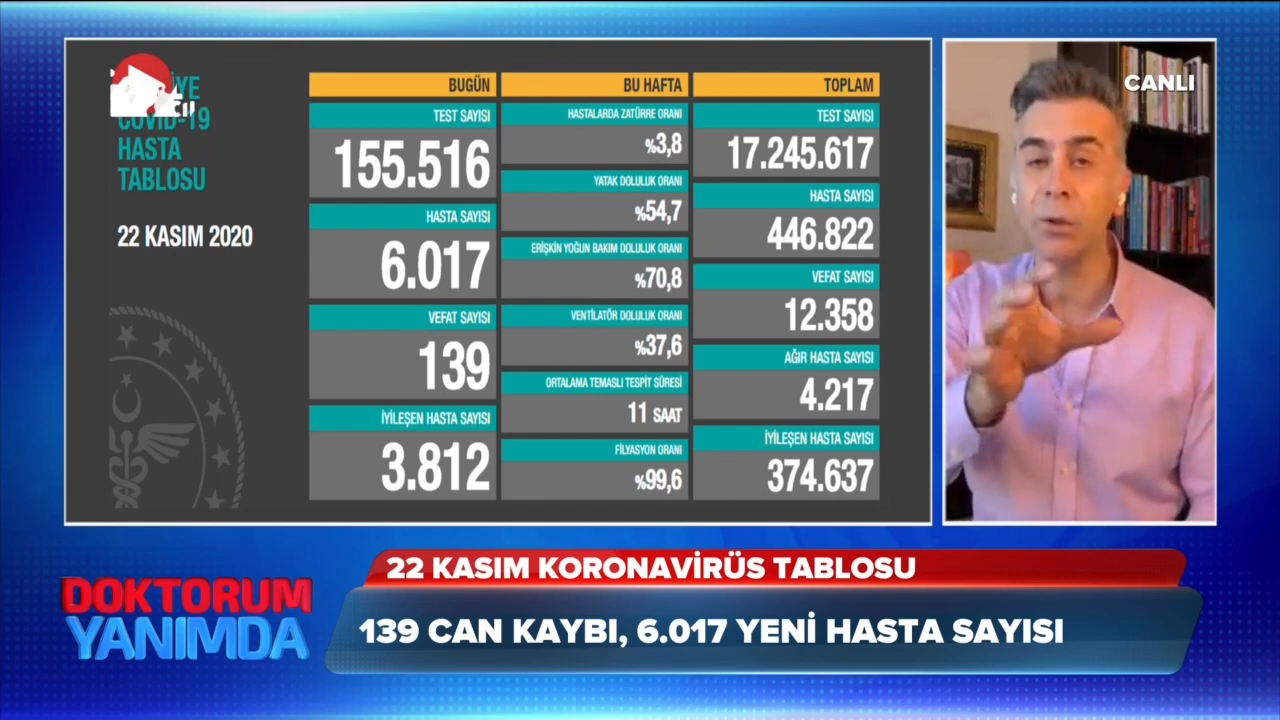 COVID-19
HASTA
TABLOSU
22 KASIM 2020
BUGÜN
TEST SAYISI
155.516
HASTA SAYISI
6.017
VEFAT SAYISI
139
İYİLEŞEN HASTA SAYISI
3.812
BU HAFTA
HASTALARDA ZATÜRRE ORANI
%3,8
YATAK DOLULUK ORANI
%54,7
ERİŞKİN YOĞUN BAKIM DOLULUK ORANI
%70,8
VENTİLATÖR DOLULUK ORANI
%37,6
ORTALAMA TEMASLI TESPİT SÜRESİ
11 SAAT
FİLYASYON ORANI
%99,6
TOPLAM
TEST SAYISI
17.245.617
HASTA SAYISI
446.822
VEFAT SAYISI
12.358
AĞIR HASTA SAYISI
4.217
İYİLEŞEN HASTA SAYISI
374.637
CANLI
22 KASIM KORONAVİRÜS TABLOSU
DOKTORUM
YANIMDA
139 CAN KAYBI, 6.017 YENİ HASTA SAYISI